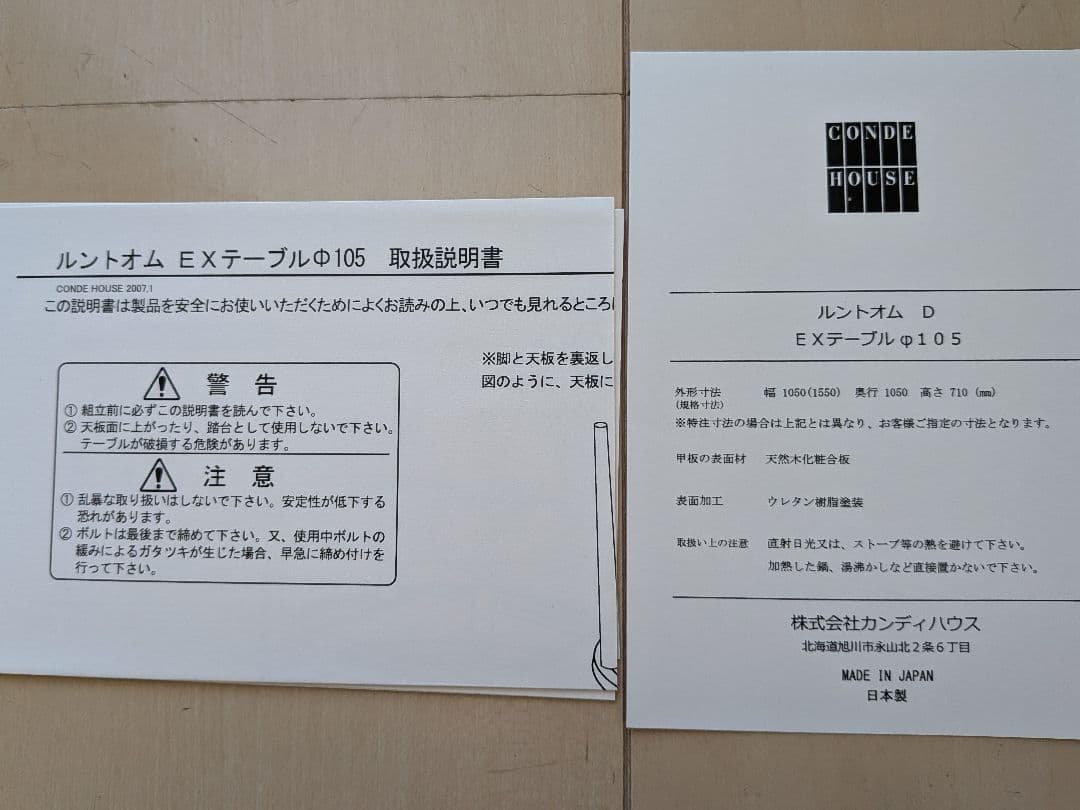 ルントオム ＥＸテーブルΦ105 取扱説明書
CONDE HOUSE 2007.1
この説明書は製品を安全にお使いいただくためによくお読みの上、いつでも見れるところ
※脚と天板を裏返し
図のように、天板に
警 告
① 組立前に必ずこの説明書を読んで下さい。
② 天板面に上がったり、踏台として使用しないで下さい。
テーブルが破損する危険があります。
注 意
① 乱暴な取り扱いはしないで下さい。安定性が低下する
恐れがあります。
② ボルトは最後まで締めて下さい。又、使用中ボルトの
緩みによるガタツキが生じた場合、早急に締め付けを
行って下さい。
CONDE
HOUSE
ルントオム Ｄ
ＥＸテーブルφ１０５
外形寸法 幅 1050(1550) 奥行 1050 高さ 710 (㎜)
(規格寸法)
※特注寸法の場合は上記とは異なり、お客様ご指定の寸法となります。
甲板の表面材 天然木化粧合板
表面加工 ウレタン樹脂塗装
取扱い上の注意 直射日光又は、ストーブ等の熱を避けて下さい。
加熱した鍋、湯沸かしなど直接置かないで下さい。
株式会社カンディハウス
北海道旭川市永山北２条６丁目
MADE IN JAPAN
日本製